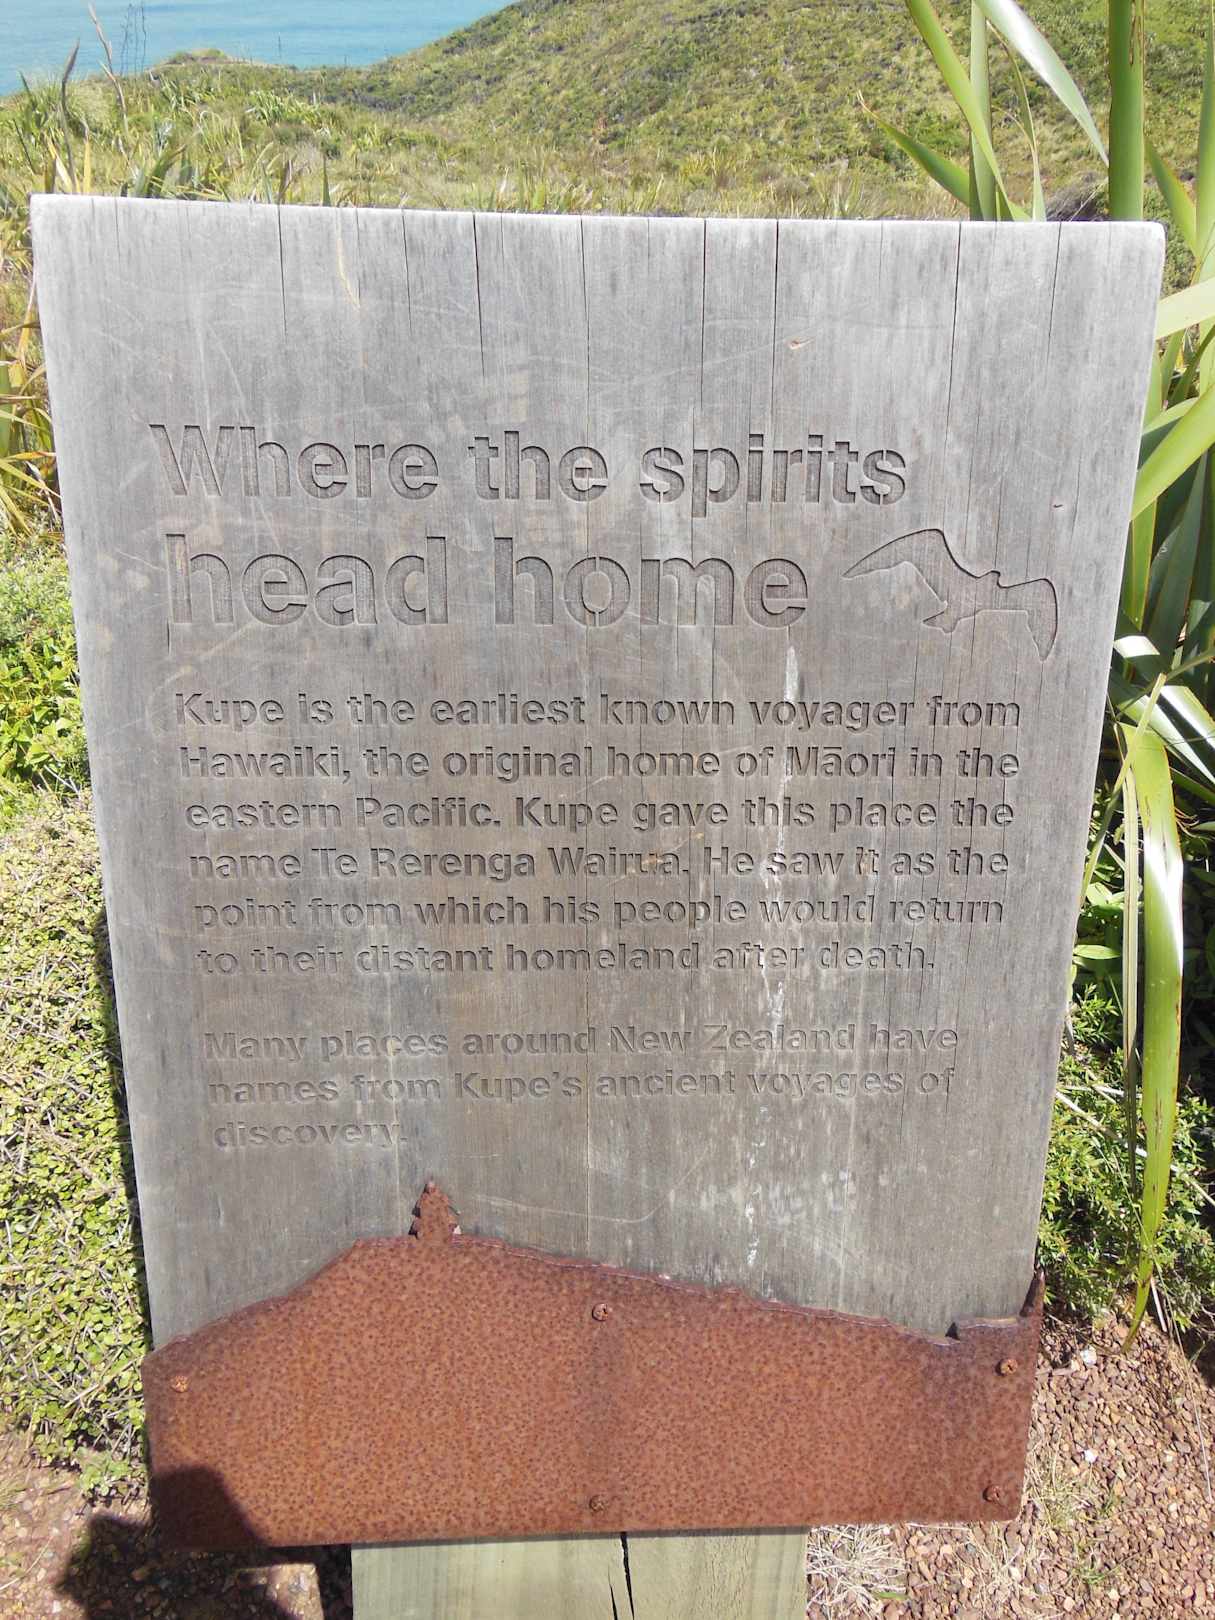 Where the spirits
head home
Kupe is the earliest known voyager from
Hawaiki, the original home of Māori in the
eastern Pacific. Kupe gave this place the
name Te Rerenga Wairua. He saw it as the
point from which his people would return
to their distant homeland after death.
Many places around New Zealand have
names from Kupe's ancient voyages of
discovery.